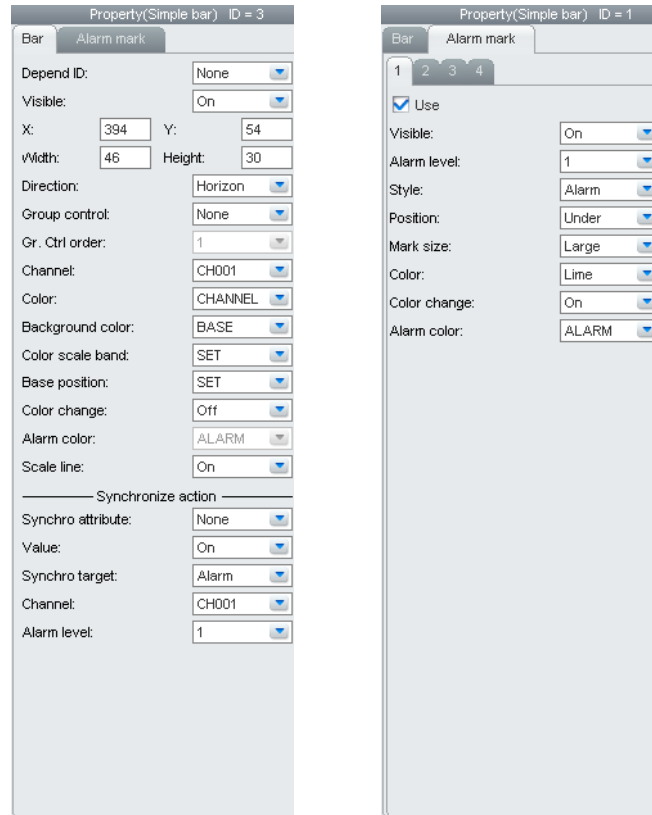 Property(Simple bar) ID = 3
Bar Alarm mark
Depend ID: None
Visible: On
X: 394 Y: 54
Width: 46 Height: 30
Direction: Horizon
Group control: None
Gr. Ctrl order: 1
Channel: CH001
Color: CHANNEL
Background color: BASE
Color scale band: SET
Base position: SET
Color change: Off
Alarm color: ALARM
Scale line: On
Synchronize action
Synchro attribute: None
Value: On
Synchro target: Alarm
Channel: CH001
Alarm level: 1
Property(Simple bar) ID = 1
Bar Alarm mark
1 2 3 4
Use
Visible: On
Alarm level: 1
Style: Alarm
Position: Under
Mark size: Large
Color: Lime
Color change: On
Alarm color: ALARM